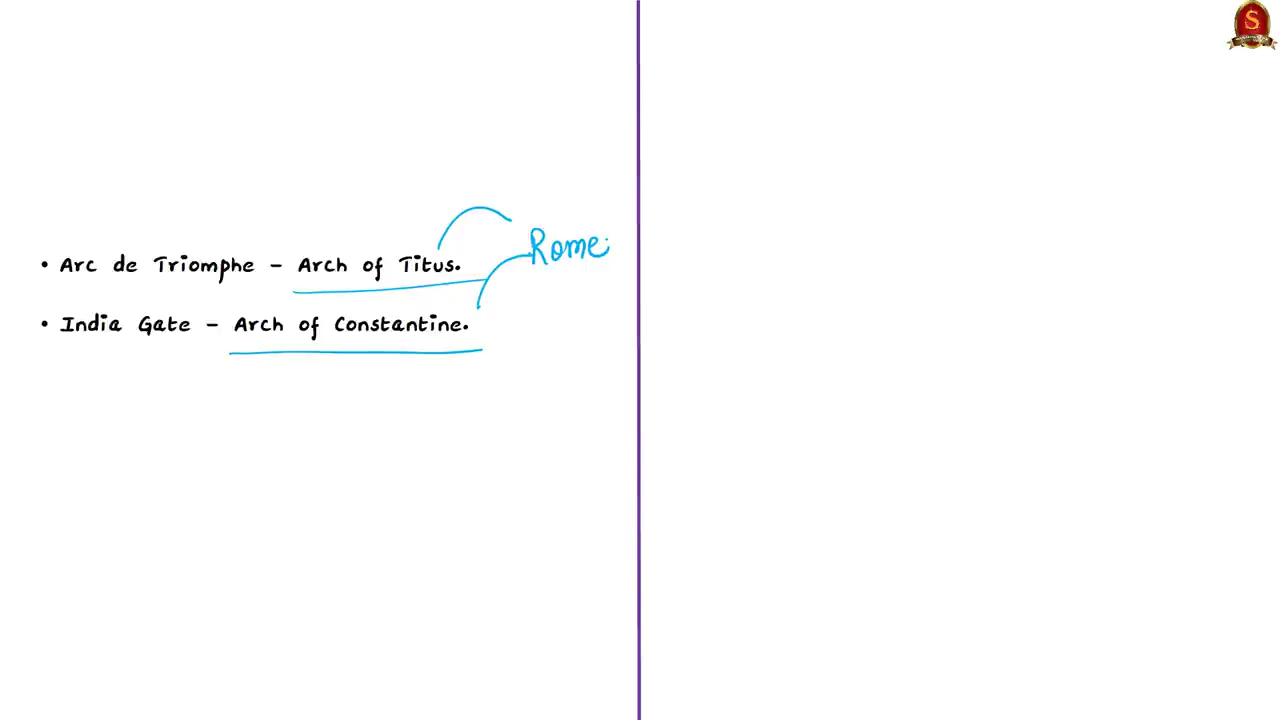 • Arc de Triomphe - Arch of Titus.
Rome
• India Gate - Arch of Constantine.
S